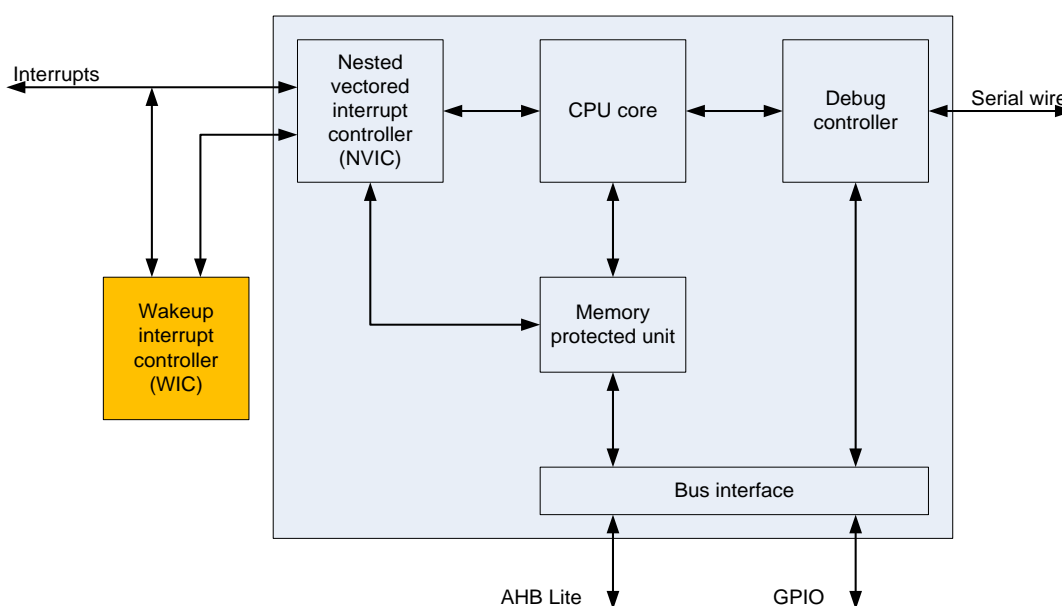 Interrupts
Nested
vectored
interrupt
controller
(NVIC)
CPU core
Debug
controller
Serial wire
Wakeup
interrupt
controller
(WIC)
Memory
protected unit
Bus interface
AHB Lite
GPIO